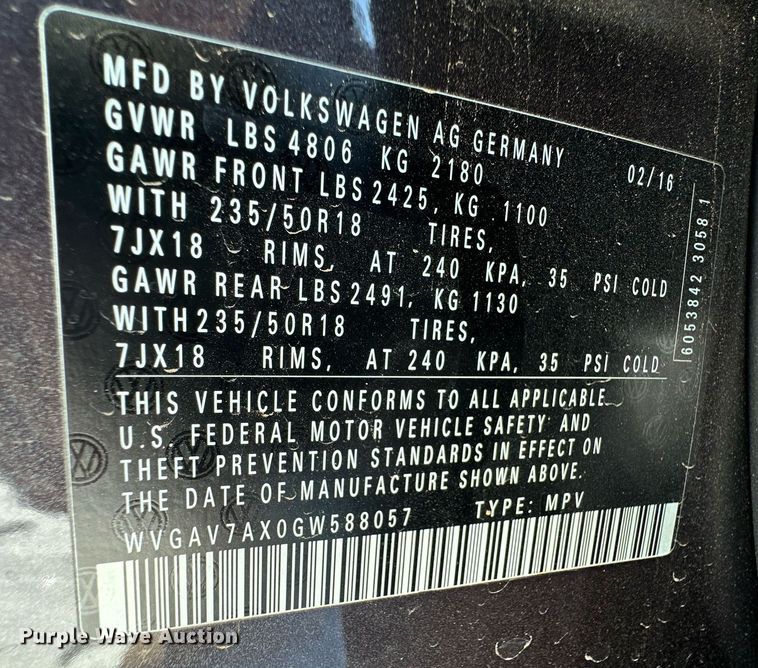 MFD BY VOLKSWAGEN AG GERMANY 02/16
GVWR LBS 4806 KG 2180
GAWR FRONT LBS 2425, KG 1100
WITH 235/50R18 TIRES,
7JX18 RIMS, AT 240 KPA, 35 PSI COLD
GAWR REAR LBS 2491, KG 1130
WITH 235/50R18 TIRES,
7JX18 RIMS, AT 240 KPA, 35 PSI COLD
6053842 3058 1
THIS VEHICLE CONFORMS TO ALL APPLICABLE
U.S. FEDERAL MOTOR VEHICLE SAFETY AND
THEFT PREVENTION STANDARDS IN EFFECT ON
THE DATE OF MANUFACTURE SHOWN ABOVE.
WVGAV7AX0GW588057 TYPE: MPV
Purple Wave Auction